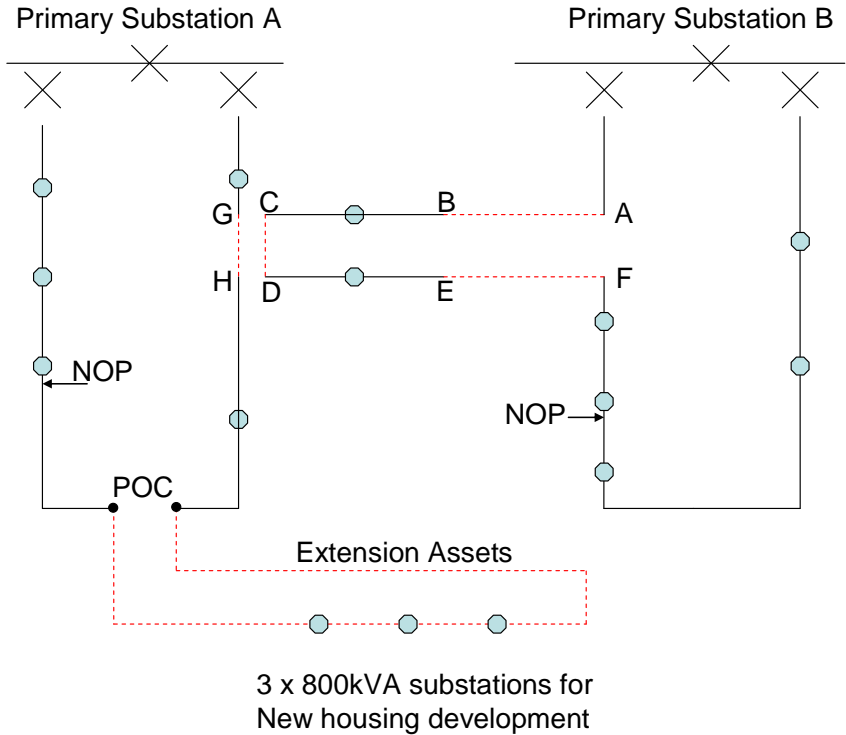 Primary Substation A
Primary Substation B
G
C
B
A
H
D
E
F
NOP
NOP
POC
Extension Assets
3 x 800kVA substations for
New housing development